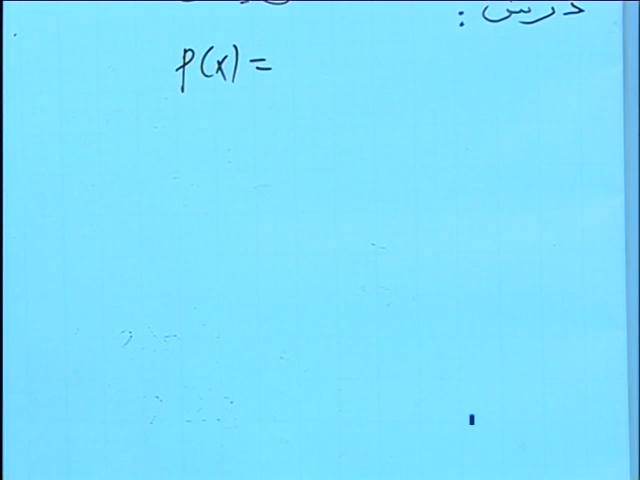 درس :
P(x) =